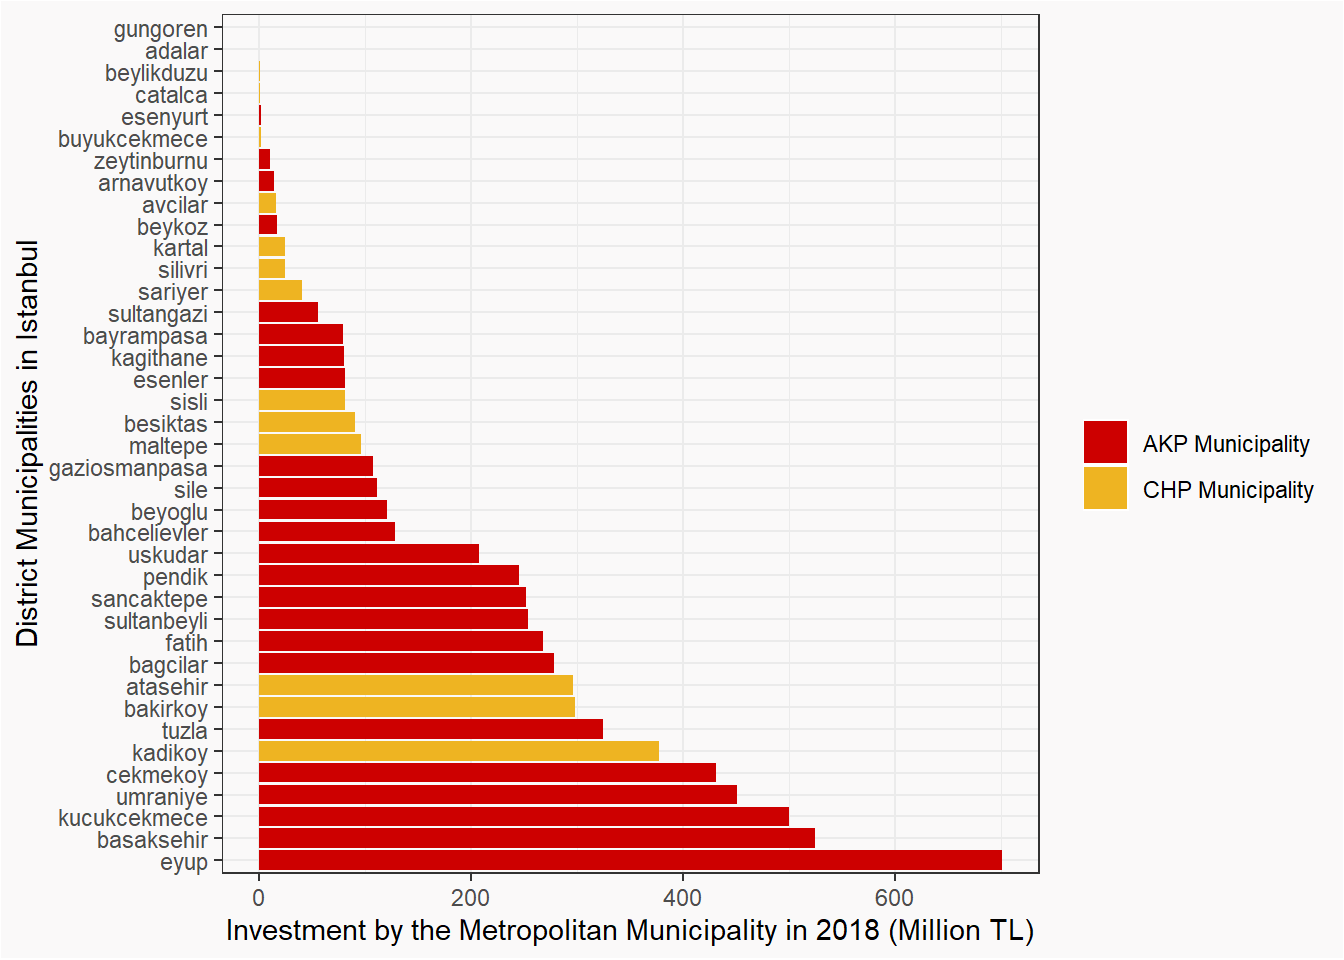 gungoren
adalar
beylikduzu
catalca
esenyurt
buyukcekmece
zeytinburnu
arnavutkoy
avcilar
beykoz
kartal
silivri
sariyer
sultangazi
bayrampasa
kagithane
esenler
sisli
besiktas
maltepe
gaziosmanpasa
sile
beyoglu
bahcelievler
uskudar
pendik
sancaktepe
sultanbeyli
fatih
bagcilar
atasehir
bakirkoy
tuzla
kadikoy
cekmekoy
umraniye
kucukcekmece
basaksehir
eyup
District Municipalities in Istanbul
0 200 400 600
Investment by the Metropolitan Municipality in 2018 (Million TL)
AKP Municipality
CHP Municipality